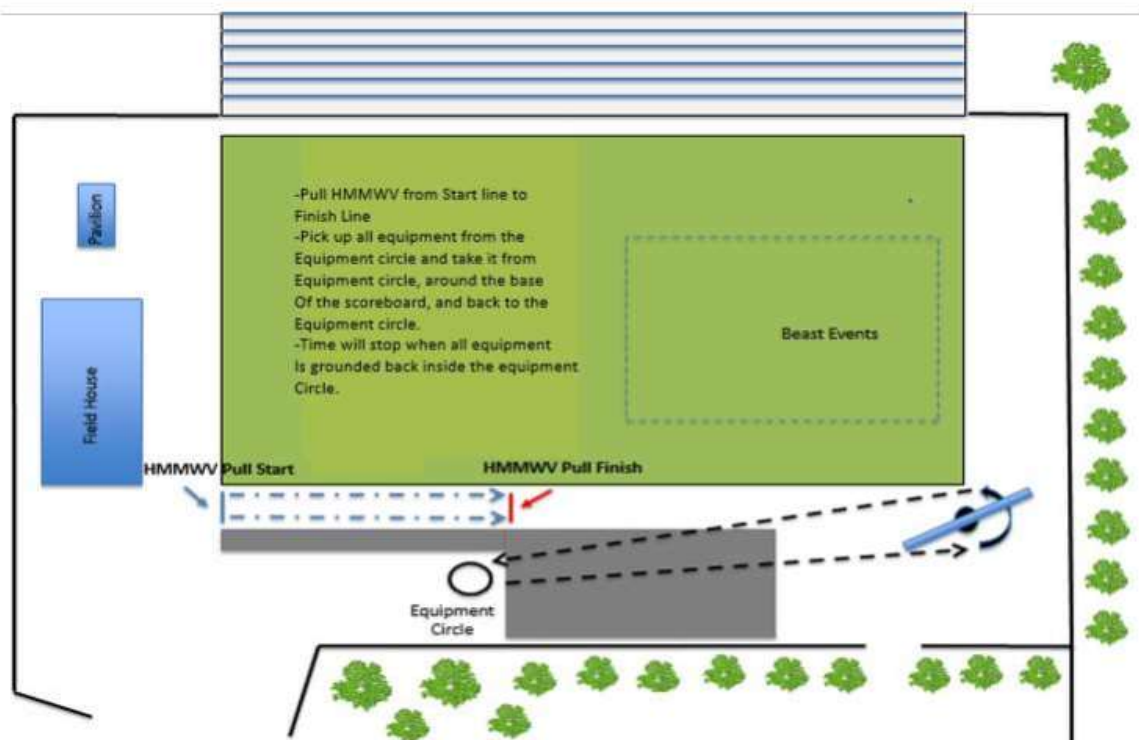 -Pull HMMWV from Start line to
Finish Line
-Pick up all equipment from the
Equipment circle and take it from
Equipment circle, around the base
Of the scoreboard, and back to the
Equipment circle.
-Time will stop when all equipment
Is grounded back inside the equipment
Circle.
Pavilion
Beast Events
Field House
HMMWV Pull Start
HMMWV Pull Finish
Equipment
Circle